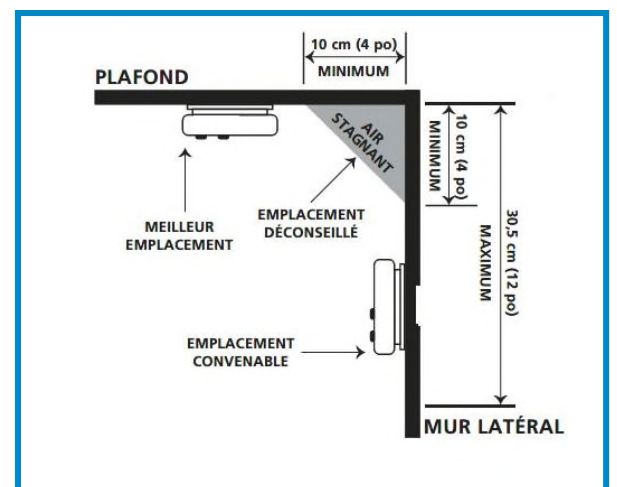 10 cm (4 po)
MINIMUM
PLAFOND
AIR
STAGNANT
10 cm (4 po)
MINIMUM
30,5 cm (12 po)
MAXIMUM
MEILLEUR
EMPLACEMENT
EMPLACEMENT
DÉCONSEILLÉ
EMPLACEMENT
CONVENABLE
MUR LATÉRAL